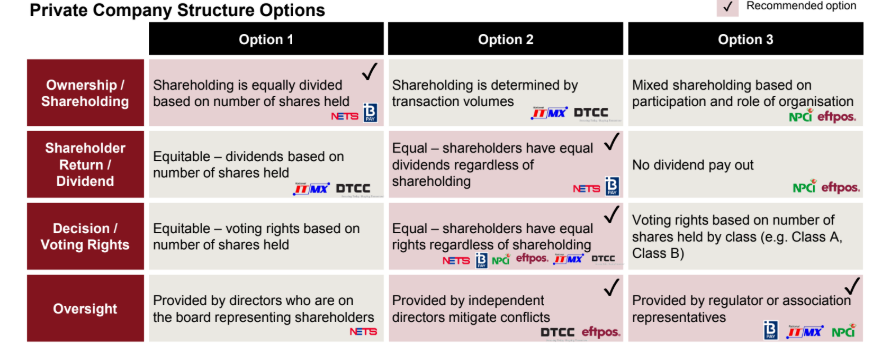 Private Company Structure Options
Recommended option
Option 1
Option 2
Option 3
Ownership /
Shareholding
Shareholding is equally divided
based on number of shares held
NETS
B
PAY
Shareholding is determined by
transaction volumes
ITMX DTCC
Mixed shareholding based on
participation and role of organisation
NPCI eftpos.
Shareholder
Return /
Dividend
Equitable – dividends based on
number of shares held
ITMX DTCC
Equal – shareholders have equal
dividends regardless of
shareholding
NETS
B
PAY
No dividend pay out
NPCI eftpos.
Decision /
Voting Rights
Equitable – voting rights based on
number of shares held
Equal – shareholders have equal
rights regardless of shareholding
NETS B PAY NPCI eftpos. ITMX DTCC
Voting rights based on number of
shares held by class (e.g. Class A,
Class B)
Oversight
Provided by directors who are on
the board representing shareholders
NETS
Provided by independent
directors mitigate conflicts
DTCC eftpos.
Provided by regulator or association
representatives
B PAY ITMX NPCI